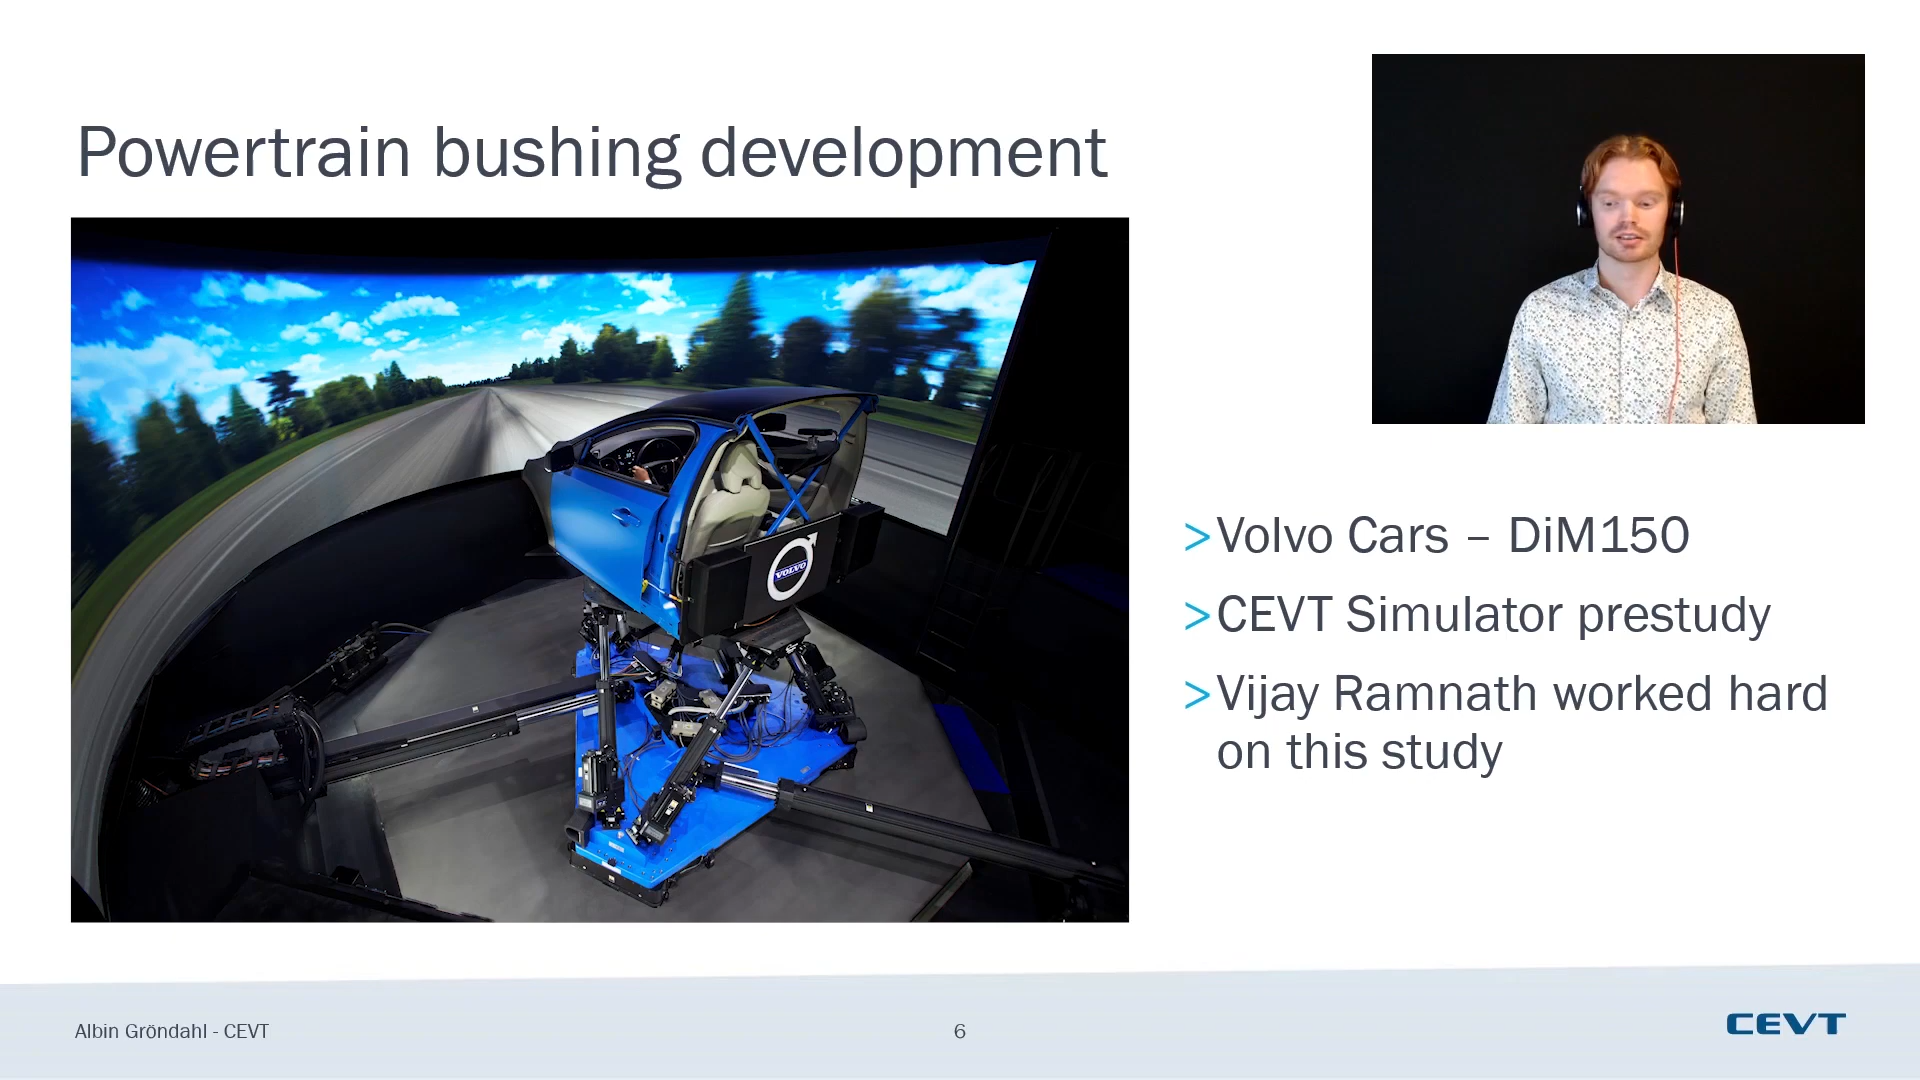 Powertrain bushing development
VOLVO
>Volvo Cars – DiM150
>CEVT Simulator prestudy
>Vijay Ramnath worked hard
on this study
Albin Gröndahl - CEVT
6
CEVT